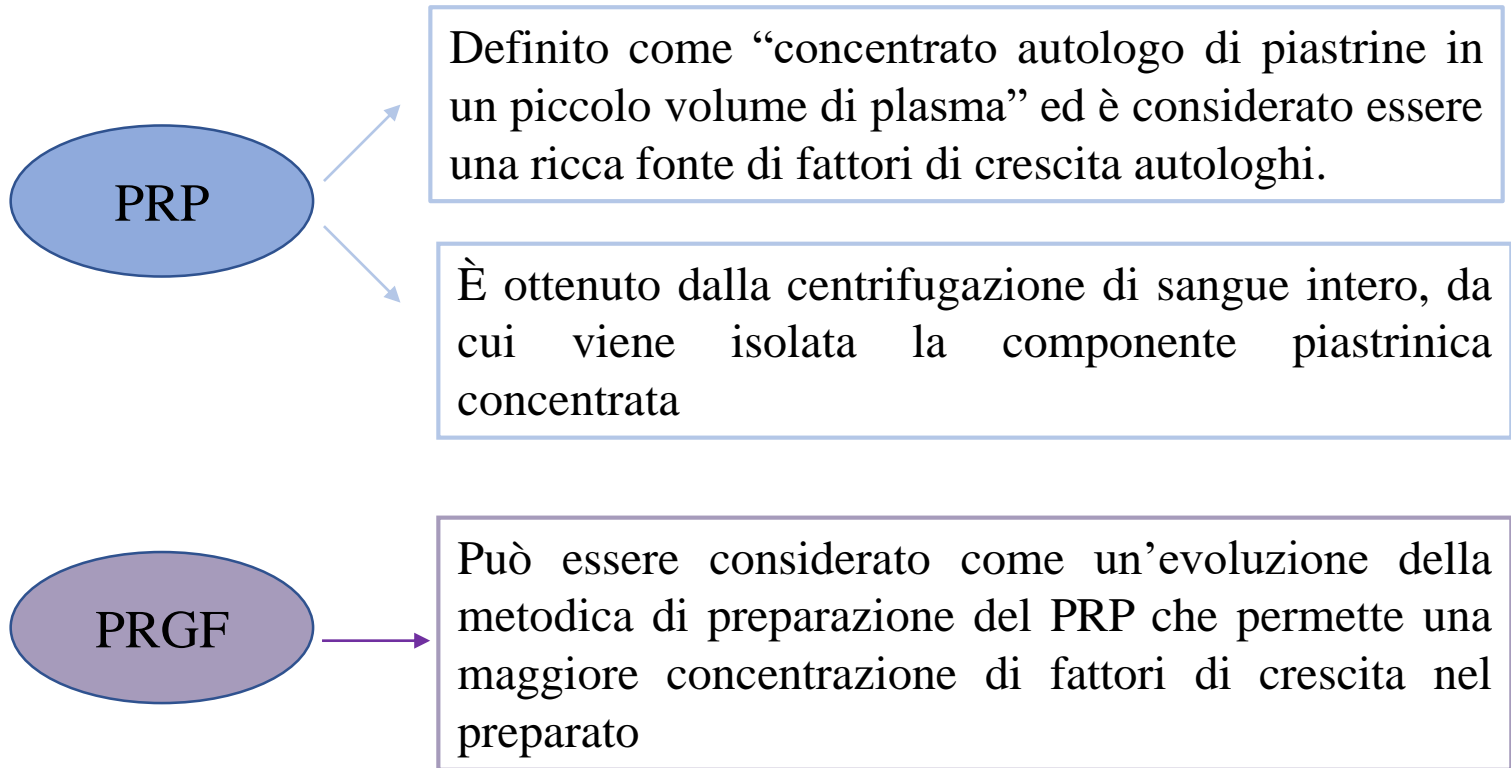 PRP
Definito come “concentrato autologo di piastrine in
un piccolo volume di plasma” ed è considerato essere
una ricca fonte di fattori di crescita autologhi.
È ottenuto dalla centrifugazione di sangue intero, da
cui viene isolata la componente piastrinica
concentrata
PRGF
Può essere considerato come un’evoluzione della
metodica di preparazione del PRP che permette una
maggiore concentrazione di fattori di crescita nel
preparato